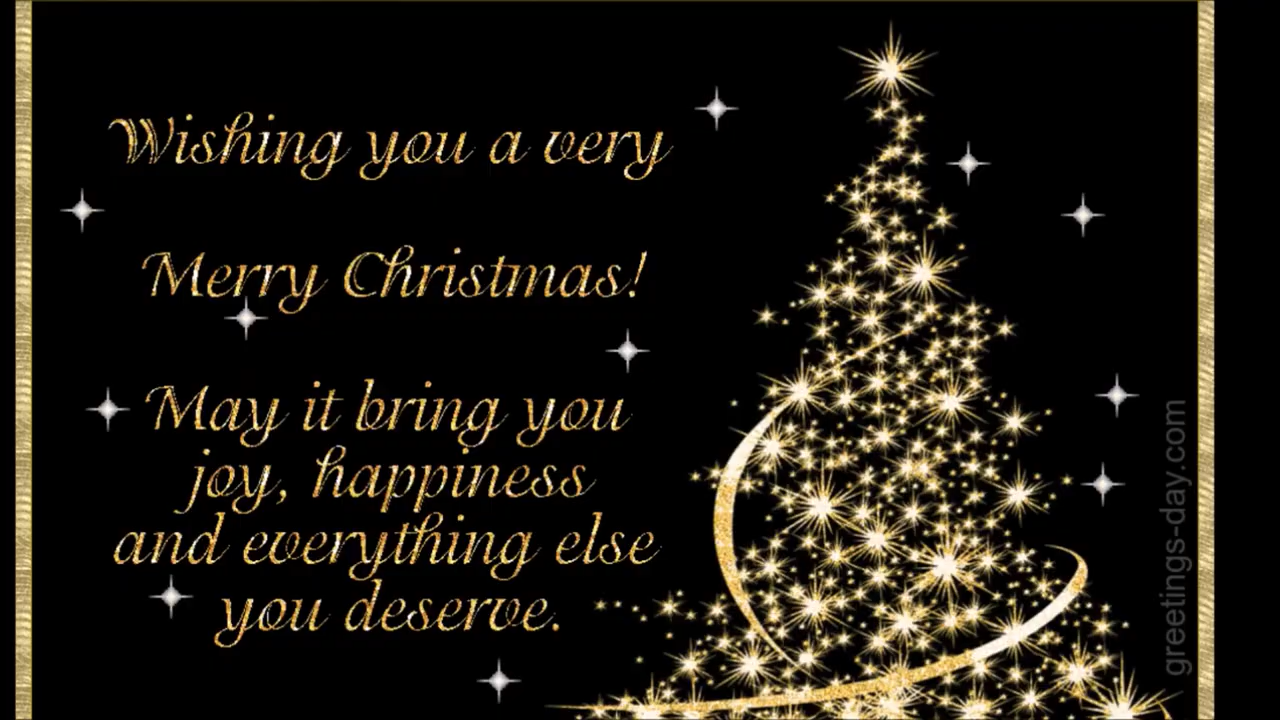 Wishing you a very
Merry Christmas!
May it bring you
joy, happiness
and everything else
you deserve.
greetings-day.com